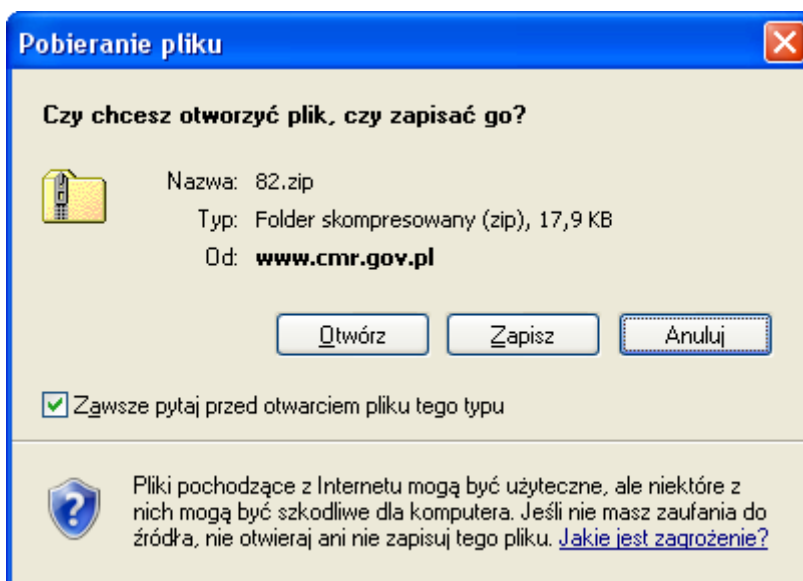 Pobieranie pliku
Czy chcesz otworzyć plik, czy zapisać go?
Nazwa: 82.zip
Typ: Folder skompresowany (zip), 17,9 KB
Od: www.cmr.gov.pl
Otwórz Zapisz Anuluj
Zawsze pytaj przed otwarciem pliku tego typu
Pliki pochodzące z Internetu mogą być użyteczne, ale niektóre z
nich mogą być szkodliwe dla komputera. Jeśli nie masz zaufania do
źródła, nie otwieraj ani nie zapisuj tego pliku. Jakie jest zagrożenie?